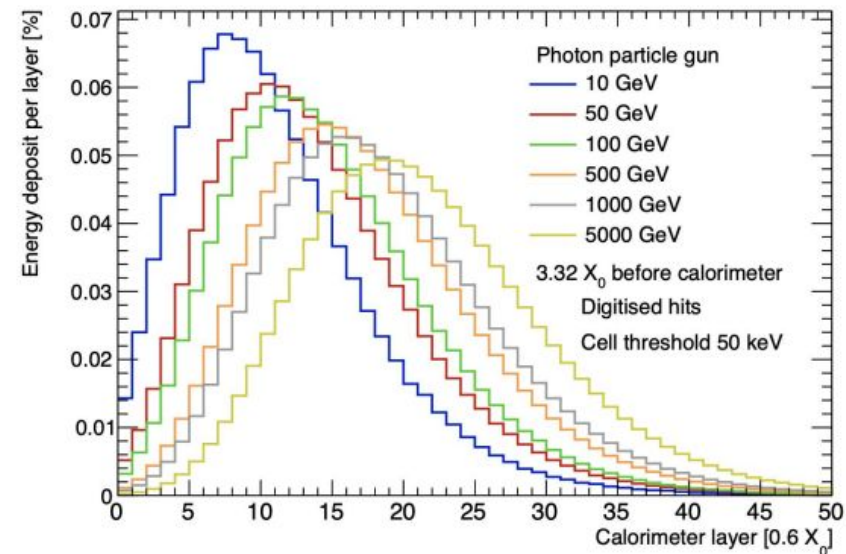 Energy deposit per layer [%]
0.07
0.06
0.05
0.04
0.03
0.02
0.01
0
Photon particle gun
10 GeV
50 GeV
100 GeV
500 GeV
1000 GeV
5000 GeV
3.32 X₀ before calorimeter
Digitised hits
Cell threshold 50 keV
0 5 10 15 20 25 30 35 40 45 50
Calorimeter layer [0.6 X₀]